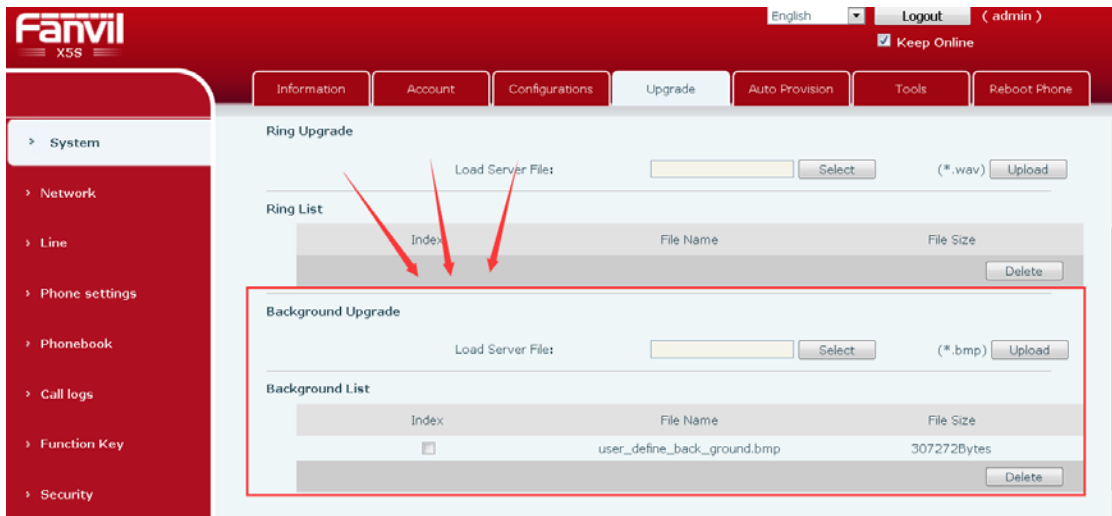 Fanvil
X5S
English Logout ( admin )
Keep Online
Information Account Configurations Upgrade Auto Provision Tools Reboot Phone
› System
› Network
› Line
› Phone settings
› Phonebook
› Call logs
› Function Key
› Security
Ring Upgrade
Load Server File: Select (*.wav) Upload
Ring List
Index File Name File Size
Delete
Background Upgrade
Load Server File: Select (*.bmp) Upload
Background List
Index File Name File Size
user_define_back_ground.bmp 307272Bytes
Delete